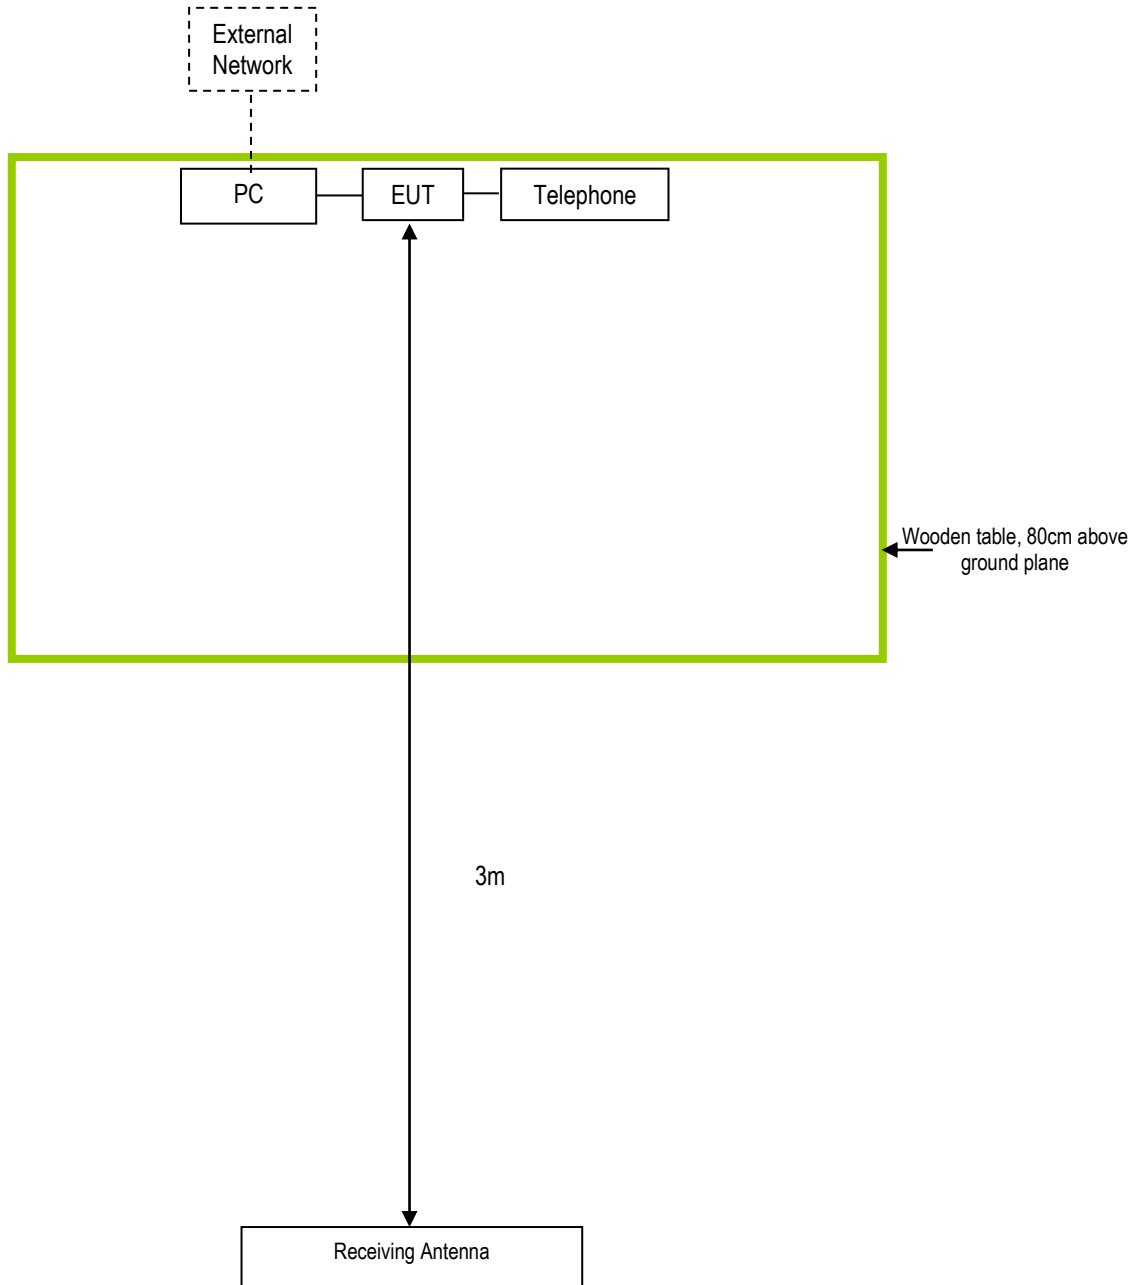 External
Network
PC
EUT
Telephone
Wooden table, 80cm above
ground plane
3m
Receiving Antenna